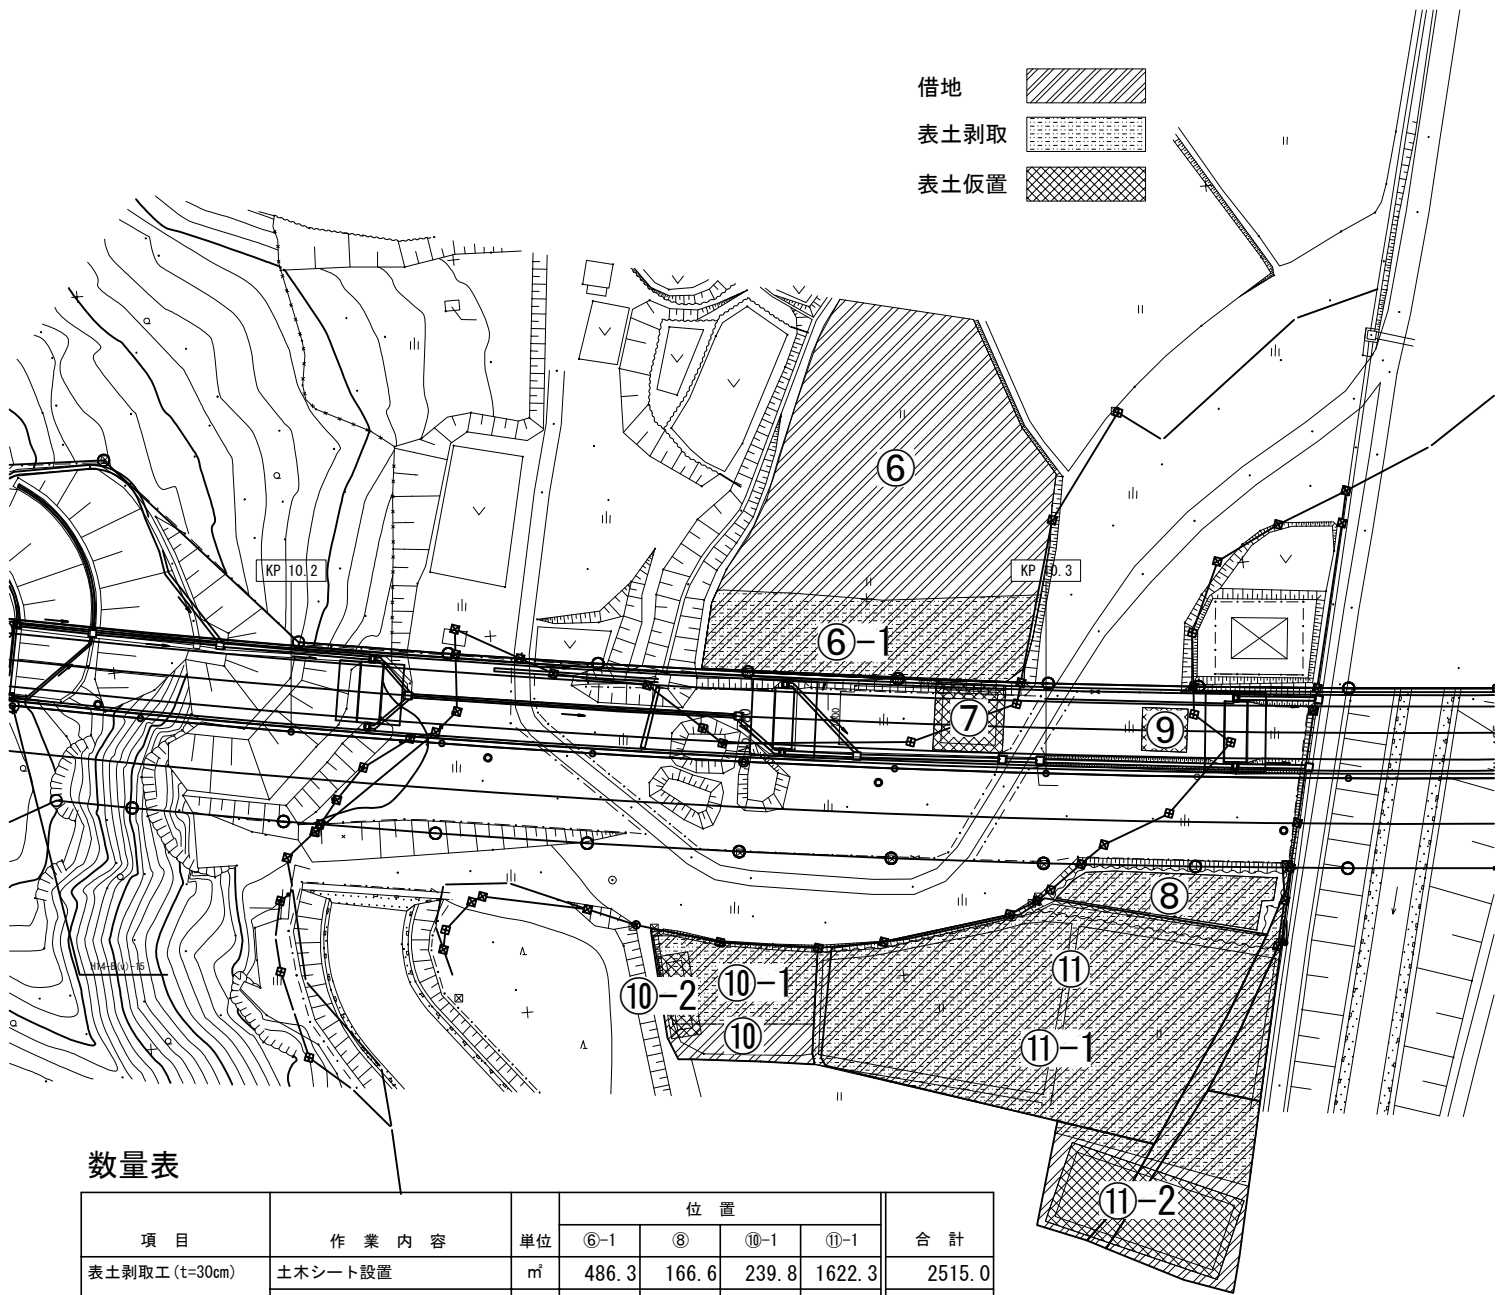 借地
表土剥取
表土仮置
⑥
KP 10.2
KP 10.3
⑥-1
⑦
⑨
⑧
⑩-1
⑪
⑩-2
⑩
⑪-1
H14-B(V)-15
⑪-2
数量表
項 目 作 業 内 容 単位 位 置 合 計
⑥-1 ⑧ ⑩-1 ⑪-1
表土剥取工(t=30cm) 土木シート設置 ㎡ 486.3 166.6 239.8 1622.3 2515.0